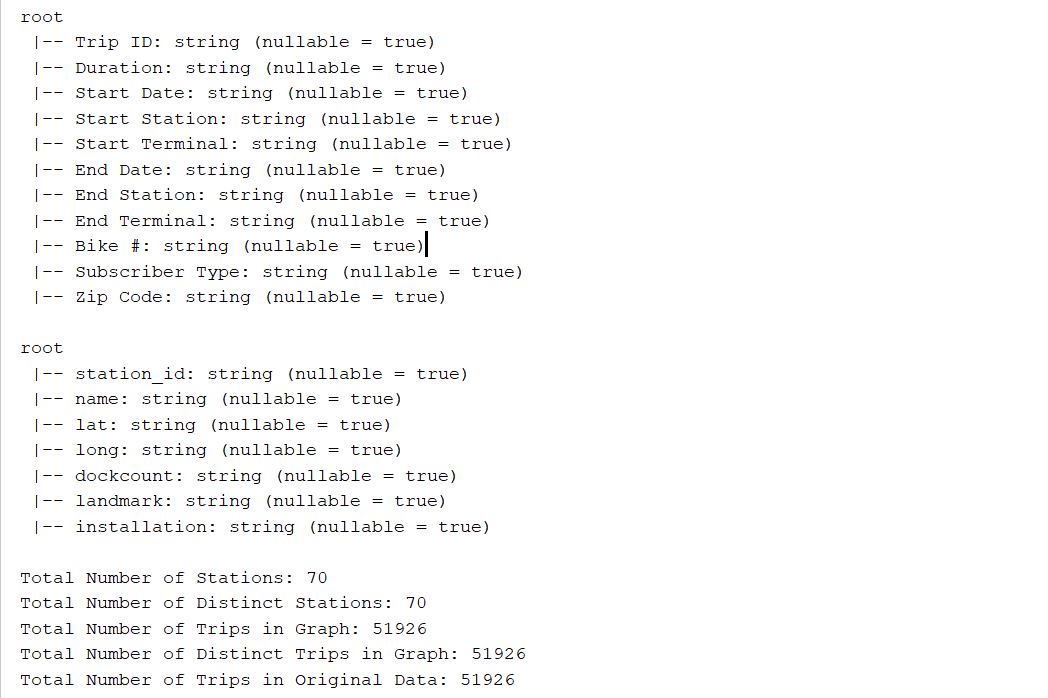 root
 |-- Trip ID: string (nullable = true)
 |-- Duration: string (nullable = true)
 |-- Start Date: string (nullable = true)
 |-- Start Station: string (nullable = true)
 |-- Start Terminal: string (nullable = true)
 |-- End Date: string (nullable = true)
 |-- End Station: string (nullable = true)
 |-- End Terminal: string (nullable = true)
 |-- Bike #: string (nullable = true)
 |-- Subscriber Type: string (nullable = true)
 |-- Zip Code: string (nullable = true)

root
 |-- station_id: string (nullable = true)
 |-- name: string (nullable = true)
 |-- lat: string (nullable = true)
 |-- long: string (nullable = true)
 |-- dockcount: string (nullable = true)
 |-- landmark: string (nullable = true)
 |-- installation: string (nullable = true)

Total Number of Stations: 70
Total Number of Distinct Stations: 70
Total Number of Trips in Graph: 51926
Total Number of Distinct Trips in Graph: 51926
Total Number of Trips in Original Data: 51926